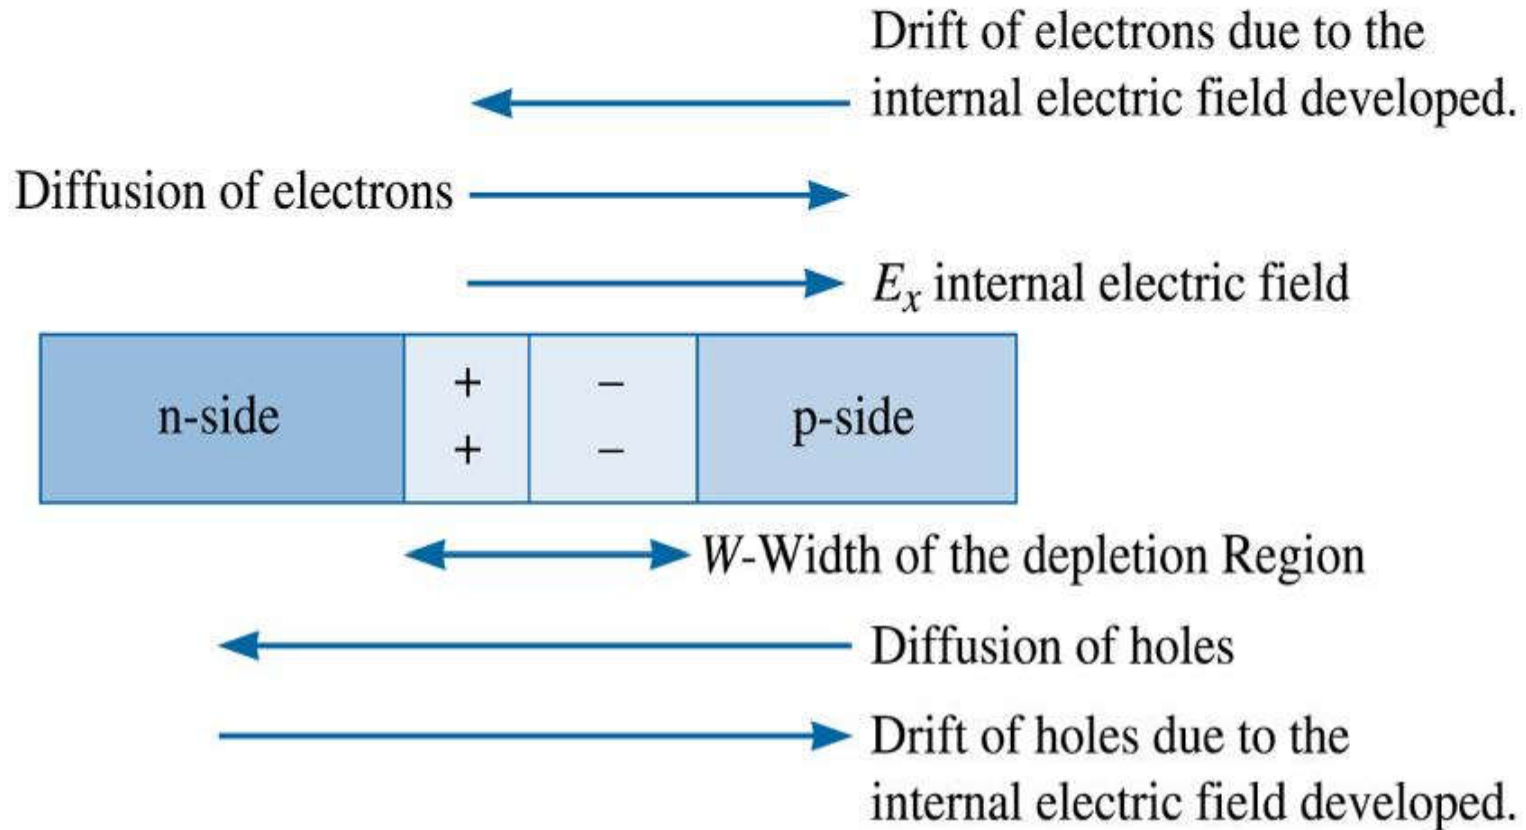 Drift of electrons due to the
internal electric field developed.
Diffusion of electrons
Eₓ internal electric field
n-side
+
+
–
–
p-side
W-Width of the depletion Region
Diffusion of holes
Drift of holes due to the
internal electric field developed.